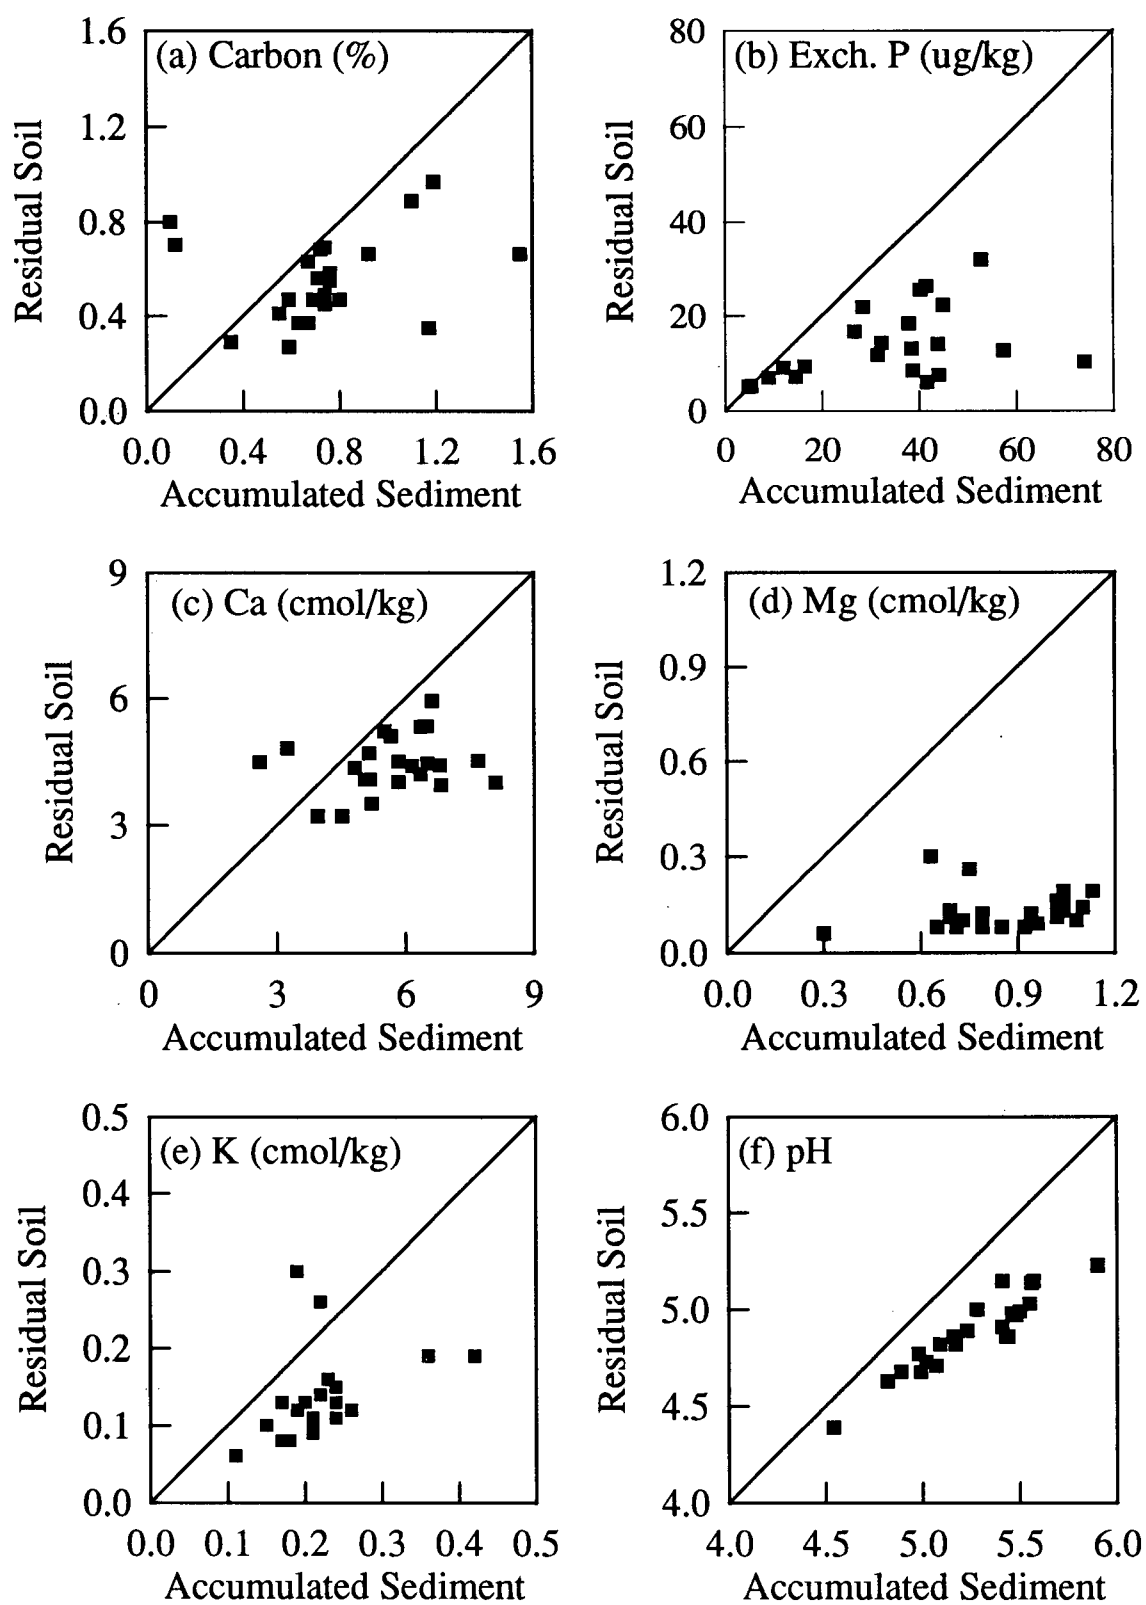 (a) Carbon (%)
Residual Soil
1.6
1.2
0.8
0.4
0.0
0.0 0.4 0.8 1.2 1.6
Accumulated Sediment
(b) Exch. P (ug/kg)
Residual Soil
80
60
40
20
0
0 20 40 60 80
Accumulated Sediment
(c) Ca (cmol/kg)
Residual Soil
9
6
3
0
0 3 6 9
Accumulated Sediment
(d) Mg (cmol/kg)
Residual Soil
1.2
0.9
0.6
0.3
0.0
0.0 0.3 0.6 0.9 1.2
Accumulated Sediment
(e) K (cmol/kg)
Residual Soil
0.5
0.4
0.3
0.2
0.1
0.0
0.0 0.1 0.2 0.3 0.4 0.5
Accumulated Sediment
(f) pH
Residual Soil
6.0
5.5
5.0
4.5
4.0
4.0 4.5 5.0 5.5 6.0
Accumulated Sediment